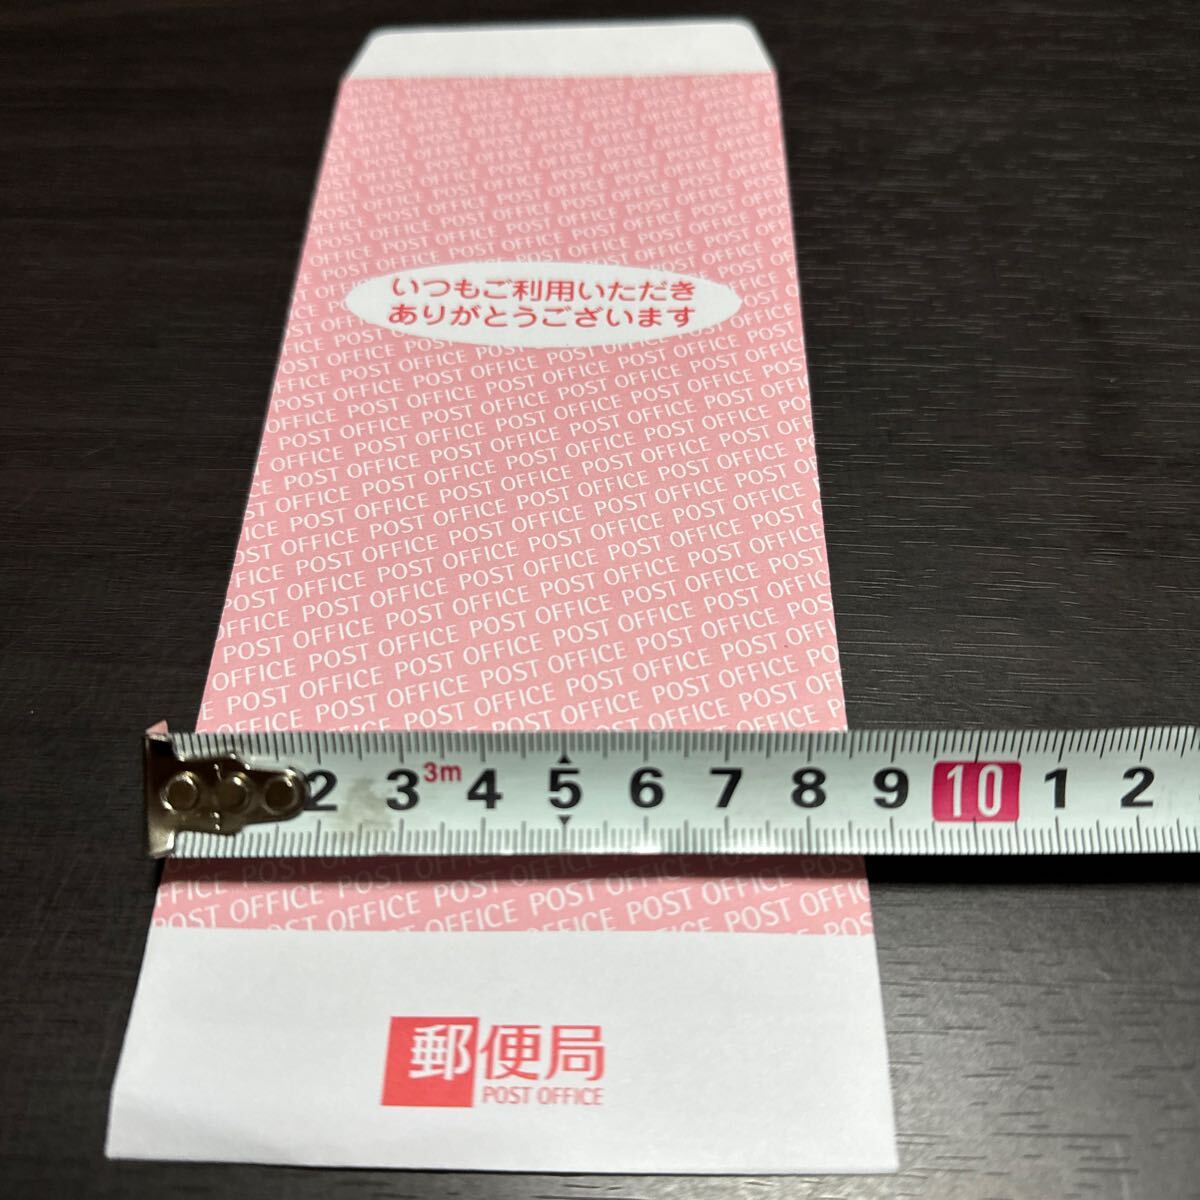 いつもご利用いただき
ありがとうございます
POST OFFICE POST OFFICE POST OFFICE POST OFFICE
2 3 3m 4 5 6 7 8 9 10 1 2
郵便局
POST OFFICE